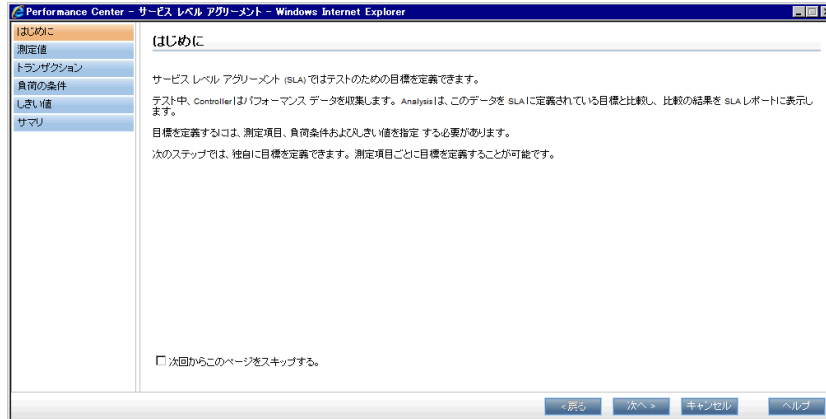 Performance Center - サービス レベル アグリーメント - Windows Internet Explorer
はじめに
測定値
トランザクション
負荷の条件
しきい値
サマリ
はじめに
サービス レベル アグリーメント (SLA) ではテストのための目標を定義できます。
テスト中、Controllerはパフォーマンス データを収集します。Analysisは、このデータを SLAに定義されている目標と比較し、比較の結果を SLAレポートに表示し
ます。
目標を定義するには、測定項目、負荷条件およびしきい値を指定 する必要があります。
次のステップでは、独自に目標を定義できます。測定項目ごとに目標を定義することが可能です。
次回からこのページをスキップする。
<戻る
次へ >
キャンセル
ヘルプ